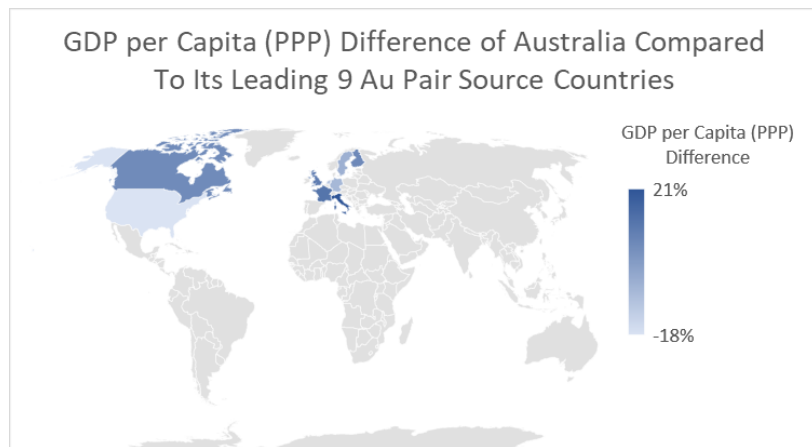 GDP per Capita (PPP) Difference of Australia Compared
To Its Leading 9 Au Pair Source Countries
GDP per Capita (PPP)
Difference
21%
-18%